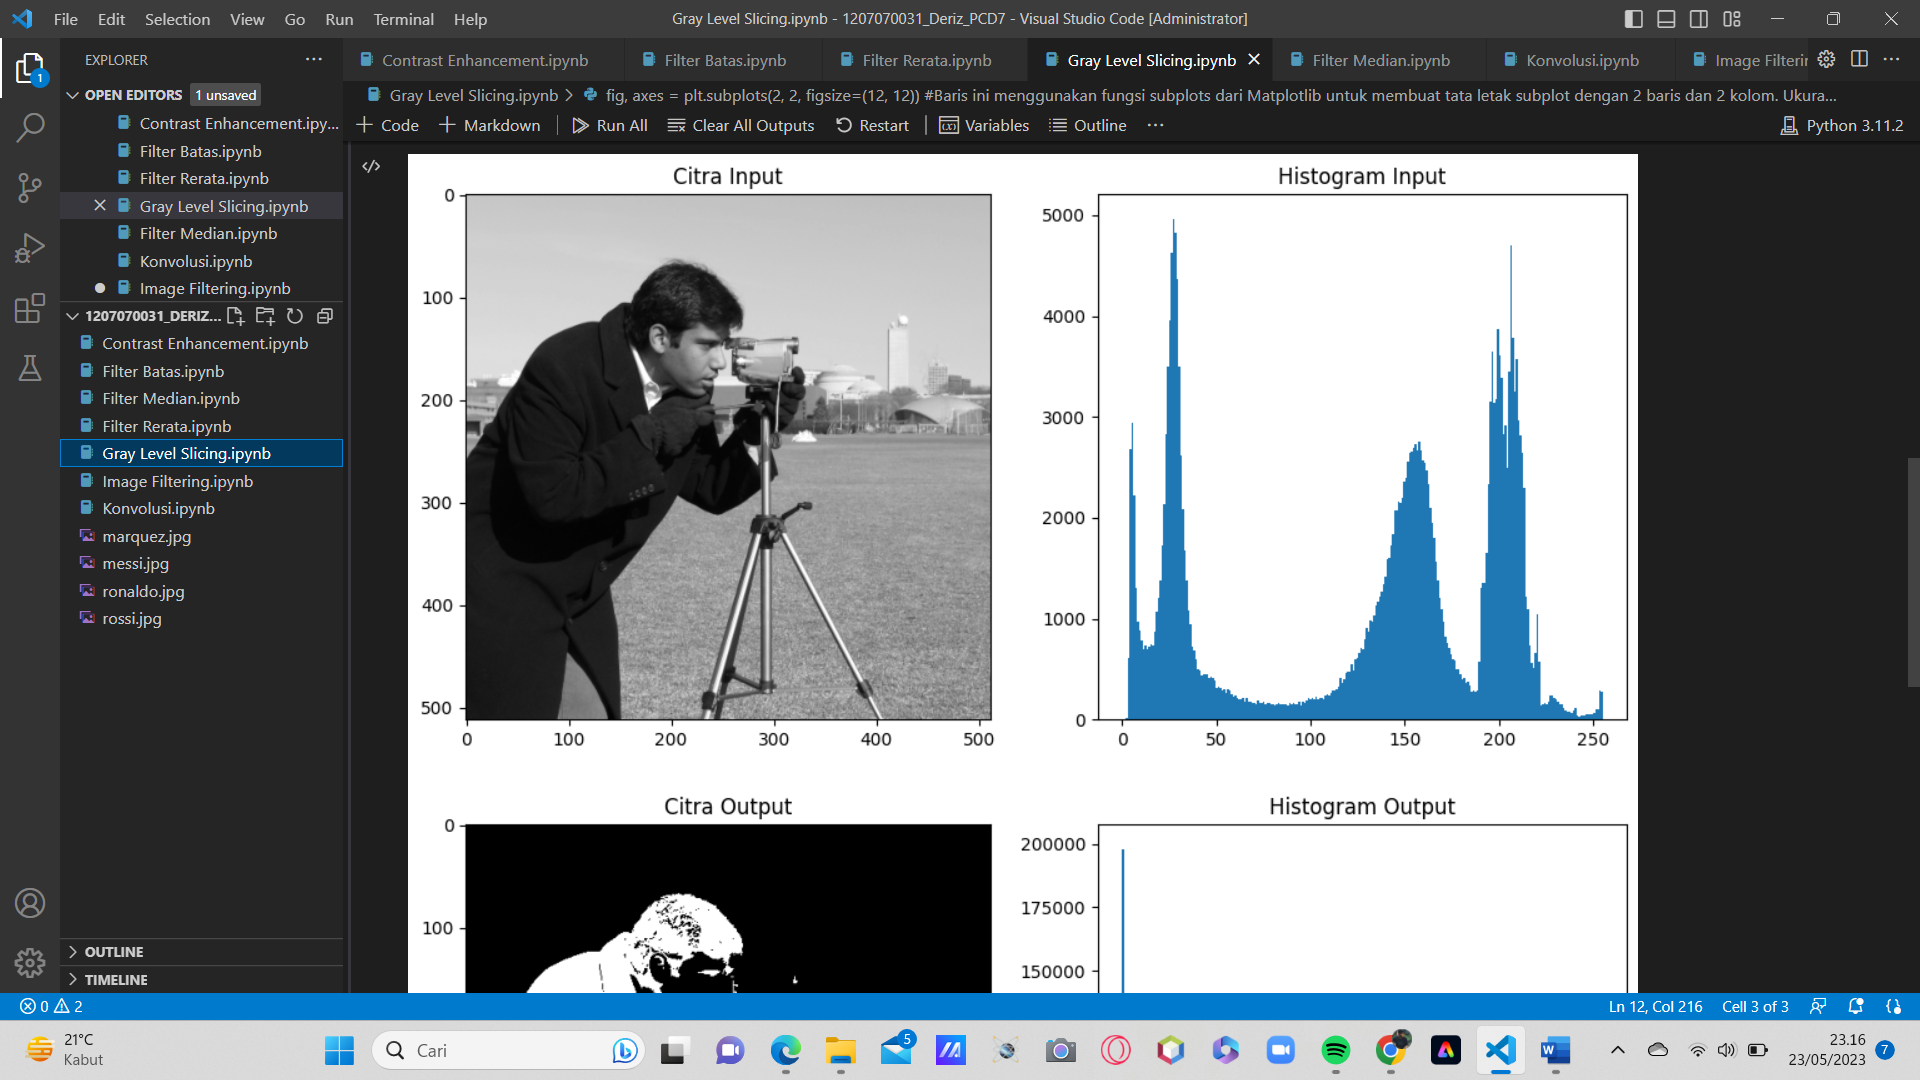 File Edit Selection View Go Run Terminal Help
Gray Level Slicing.ipynb - 1207070031_Deriz_PCD7 - Visual Studio Code [Administrator]
EXPLORER
OPEN EDITORS 1 unsaved
Contrast Enhancement.ipy...
Filter Batas.ipynb
Filter Rerata.ipynb
Gray Level Slicing.ipynb
Filter Median.ipynb
Konvolusi.ipynb
Image Filtering.ipynb
1207070031_DERIZ...
Contrast Enhancement.ipynb
Filter Batas.ipynb
Filter Median.ipynb
Filter Rerata.ipynb
Gray Level Slicing.ipynb
Image Filtering.ipynb
Konvolusi.ipynb
marquez.jpg
messi.jpg
ronaldo.jpg
rossi.jpg
OUTLINE
TIMELINE
1
Contrast Enhancement.ipynb Filter Batas.ipynb Filter Rerata.ipynb Gray Level Slicing.ipynb Filter Median.ipynb Konvolusi.ipynb Image Filterin
Gray Level Slicing.ipynb > fig, axes = plt.subplots(2, 2, figsize=(12, 12)) #Baris ini menggunakan fungsi subplots dari Matplotlib untuk membuat tata letak subplot dengan 2 baris dan 2 kolom. Ukura...
+ Code + Markdown Run All Clear All Outputs Restart Variables Outline ... Python 3.11.2
Citra Input
0
100
200
300
400
500
0 100 200 300 400 500
Histogram Input
5000
4000
3000
2000
1000
0
0 50 100 150 200 250
Citra Output
0
100
Histogram Output
200000
175000
150000
0 2
Ln 12, Col 216 Cell 3 of 3
21°C
Kabut
Cari
5
23.16
23/05/2023
7